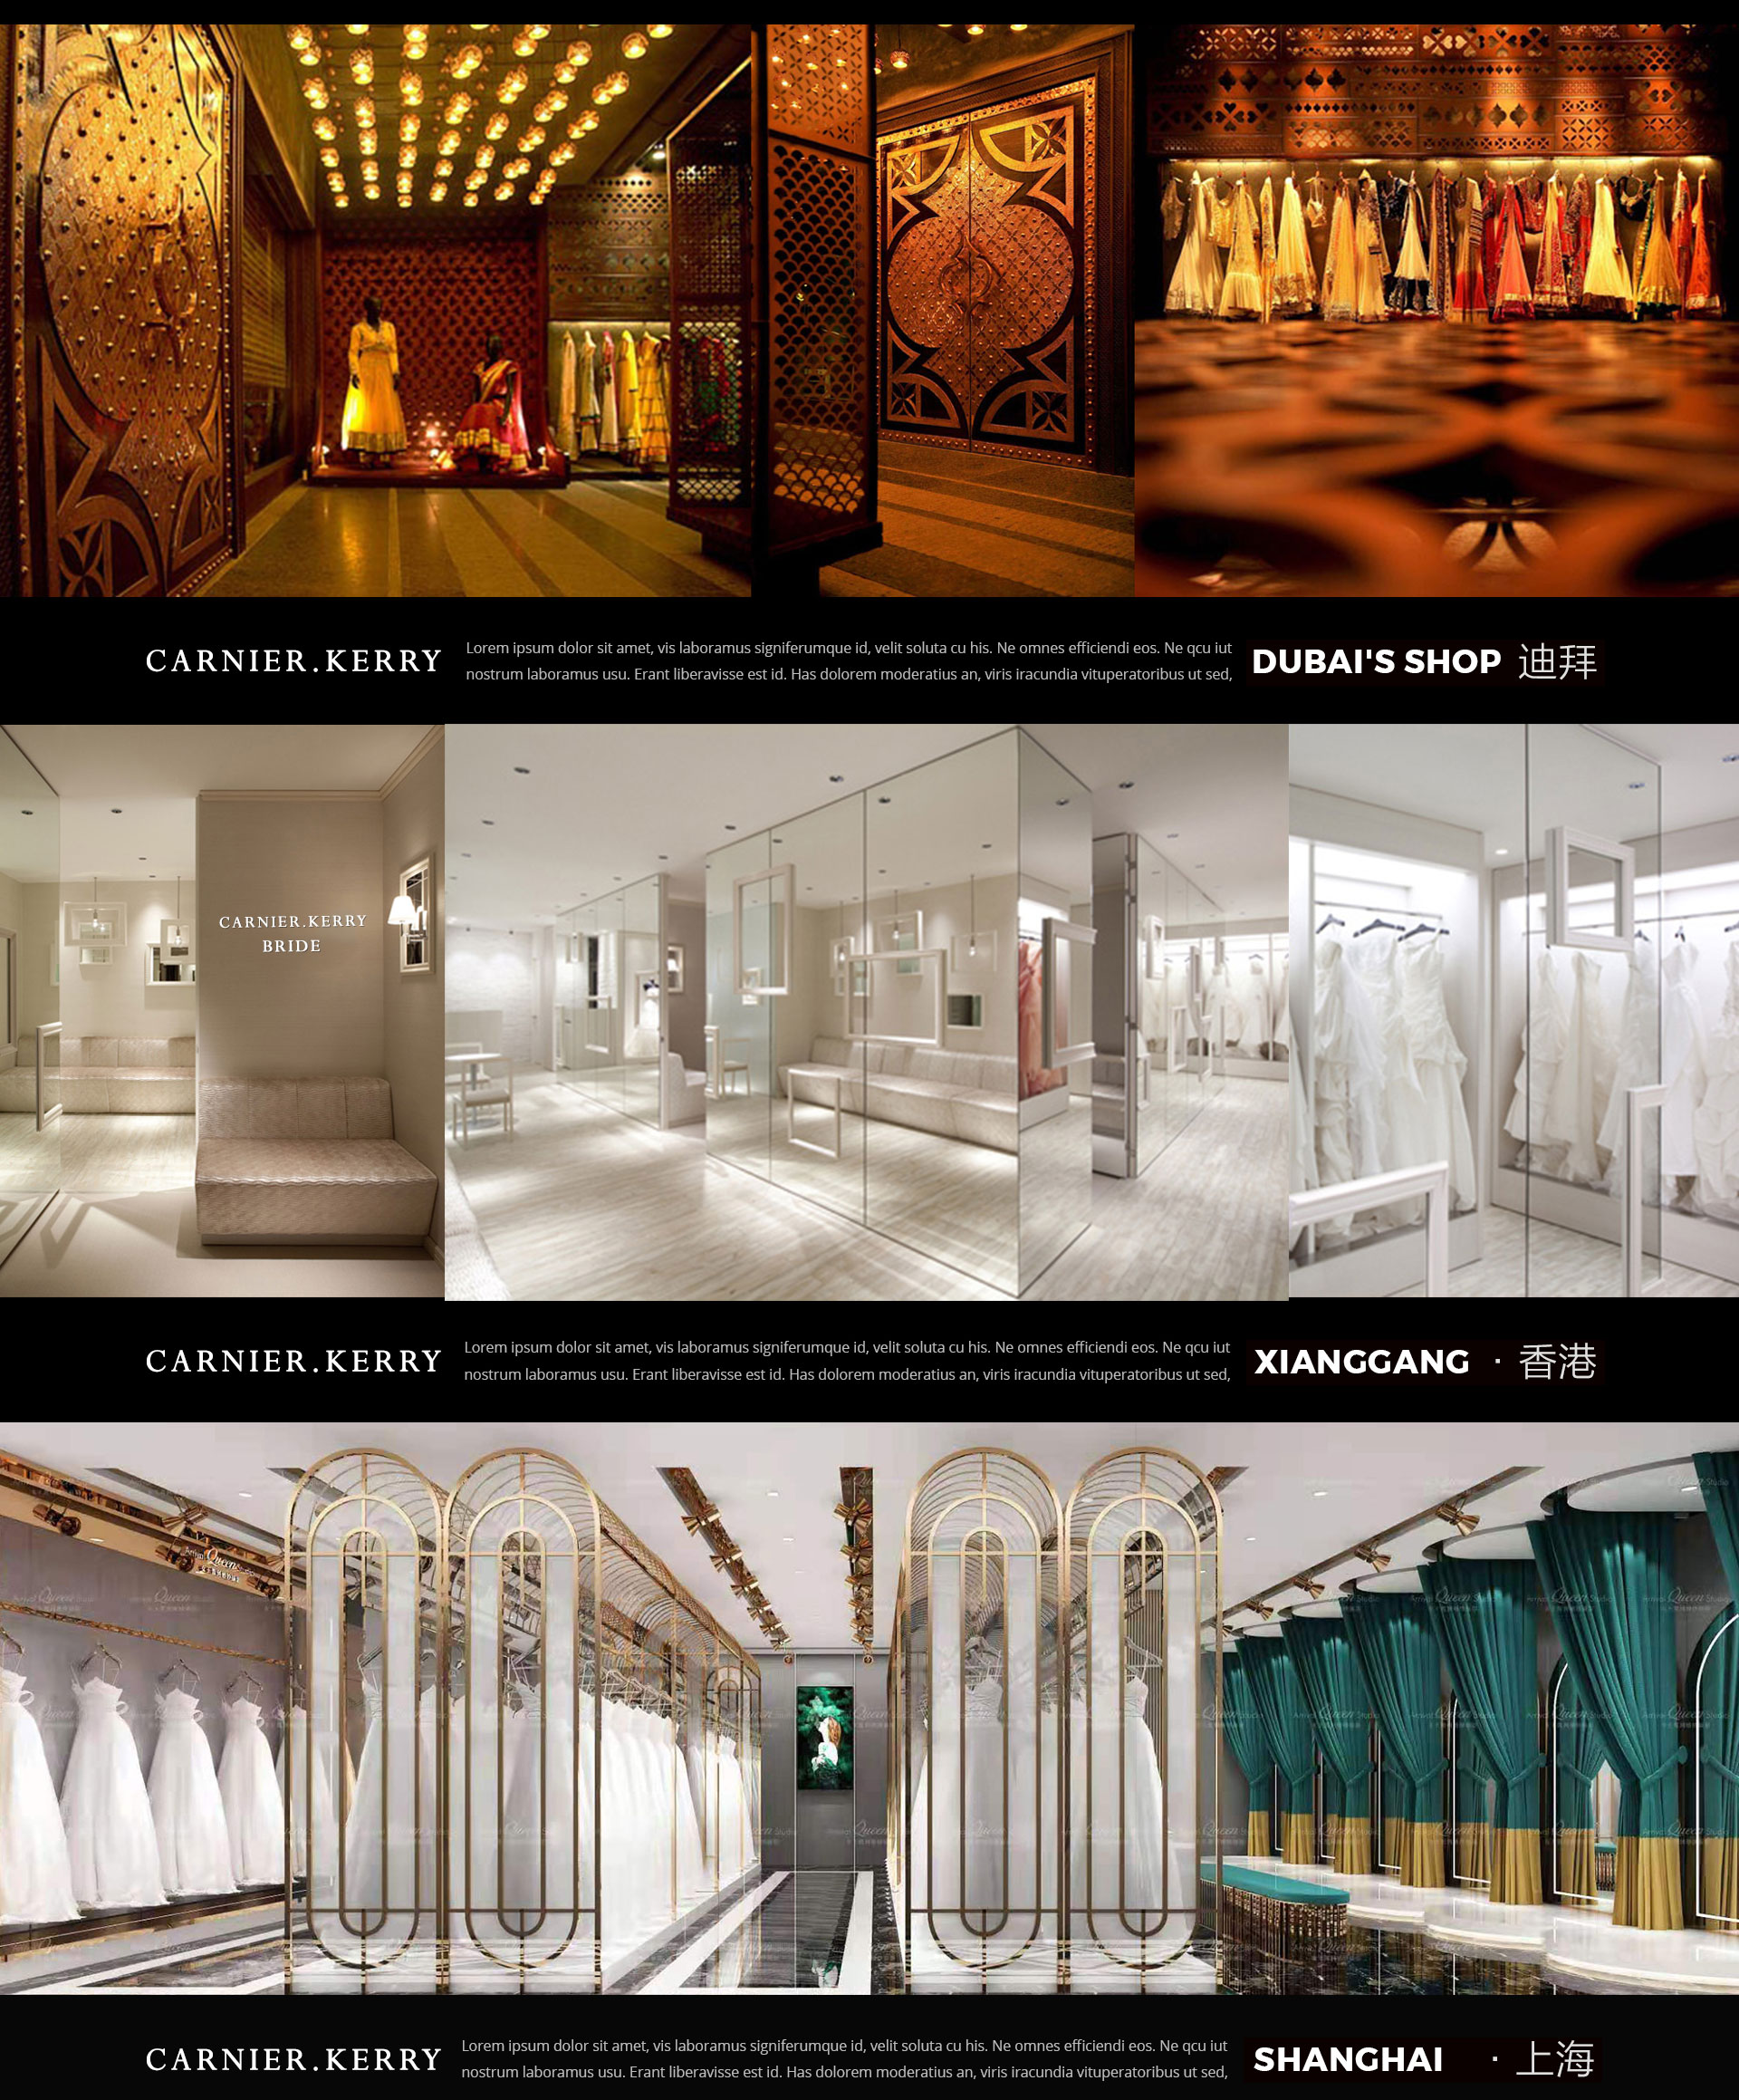 CARNIER.KERRY
Lorem ipsum dolor sit amet, vis laboramus signiferumque id, velit soluta cu his. Ne omnes efficiendi eos. Ne qcu iut
nostrum laboramus usu. Erant liberavisse est id. Has dolorem moderatius an, viris iracundia vituperatoribus ut sed,
DUBAI'S SHOP 迪拜
CARNIER.KERRY
BRIDE
CARNIER.KERRY
Lorem ipsum dolor sit amet, vis laboramus signiferumque id, velit soluta cu his. Ne omnes efficiendi eos. Ne qcu iut
nostrum laboramus usu. Erant liberavisse est id. Has dolorem moderatius an, viris iracundia vituperatoribus ut sed,
XIANGGANG · 香港
Queen
CARNIER.KERRY
Lorem ipsum dolor sit amet, vis laboramus signiferumque id, velit soluta cu his. Ne omnes efficiendi eos. Ne qcu iut
nostrum laboramus usu. Erant liberavisse est id. Has dolorem moderatius an, viris iracundia vituperatoribus ut sed,
SHANGHAI · 上海